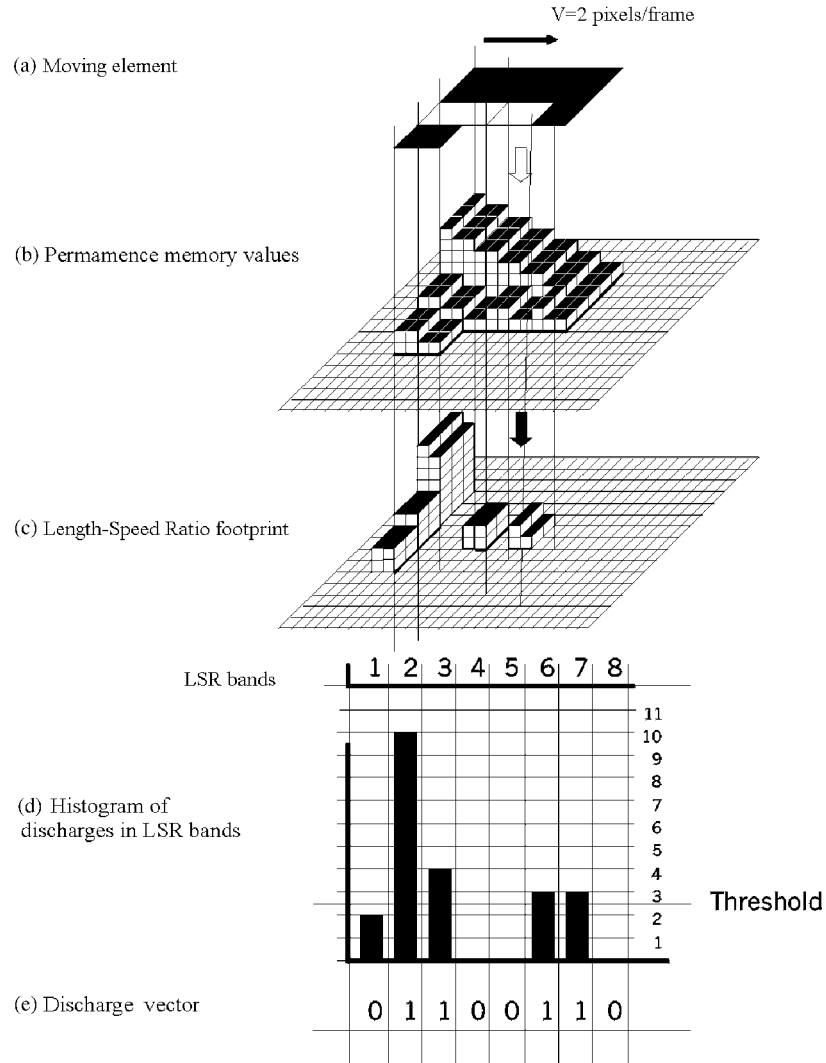 V=2 pixels/frame
(a) Moving element
(b) Permamence memory values
(c) Length-Speed Ratio footprint
LSR bands
1 2 3 4 5 6 7 8
11
10
9
8
7
6
5
4
3
2
1
(d) Histogram of
discharges in LSR bands
Threshold
(e) Discharge vector
0 1 1 0 0 1 1 0